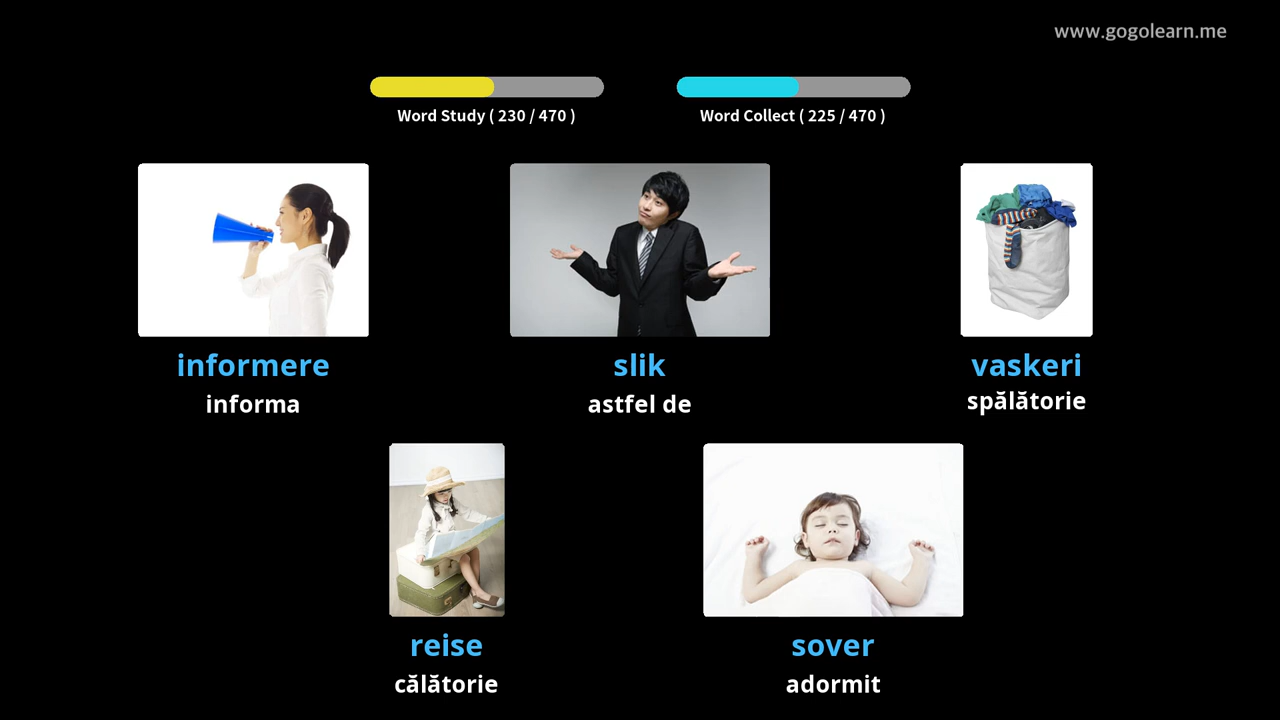 www.gogolearn.me
Word Study ( 230 / 470 )
Word Collect ( 225 / 470 )
informere
informa
slik
astfel de
vaskeri
spălătorie
reise
călătorie
sover
adormit